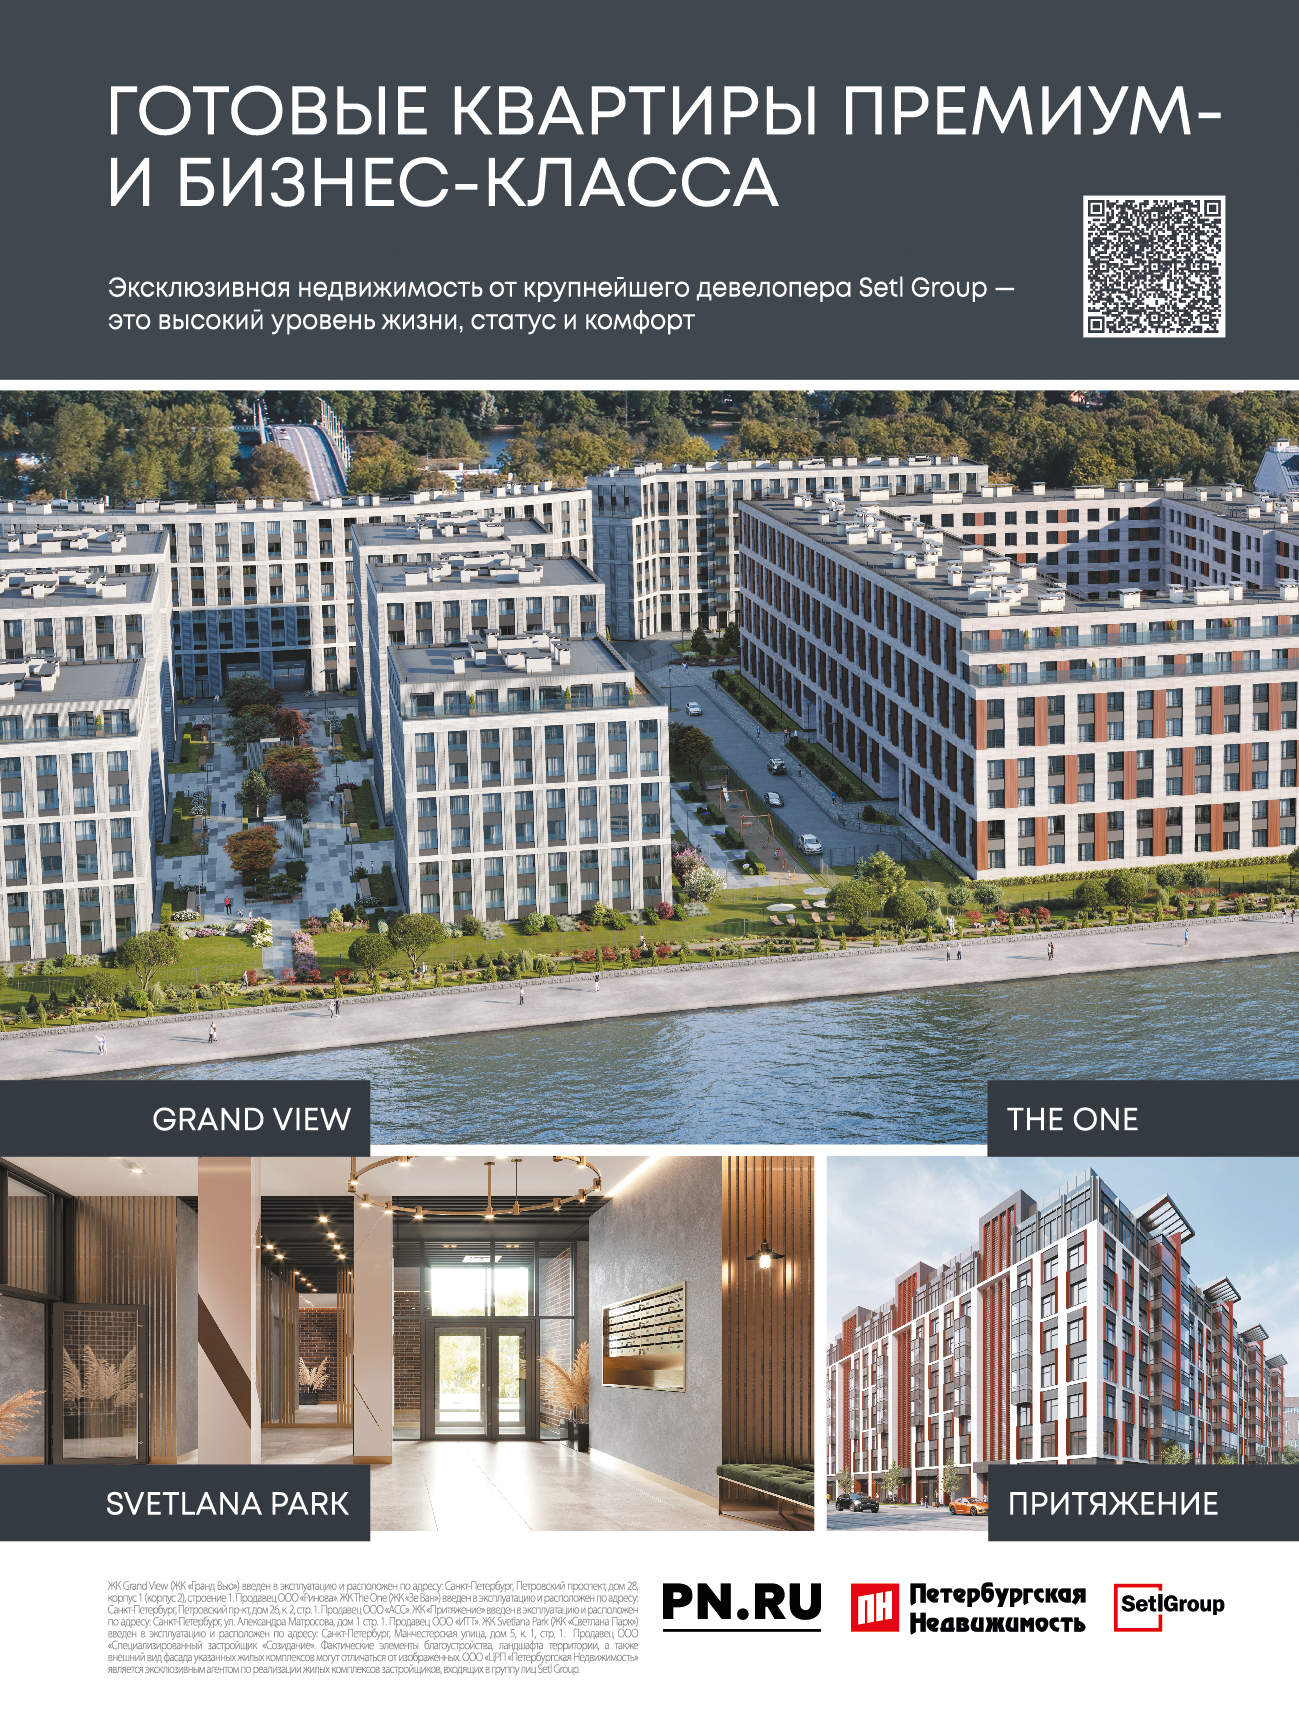 ГОТОВЫЕ КВАРТИРЫ ПРЕМИУМ-
И БИЗНЕС-КЛАССА
Эксклюзивная недвижимость от крупнейшего девелопера Setl Group —
это высокий уровень жизни, статус и комфорт
GRAND VIEW
THE ONE
SVETLANA PARK
ПРИТЯЖЕНИЕ
ЖК Grand View (ЖК «Гранд Вью») введен в эксплуатацию и расположен по адресу: Санкт-Петербург, Петровский проспект, дом 28,
корпус 1 (корпус 2), строение 1. Продавец ООО «Ринова». ЖК The One (ЖК «Зе Ван») введен в эксплуатацию и расположен по адресу:
Санкт-Петербург, Петровский пр-кт, дом 26, к. 2, стр. 1. Продавец ООО «АСС». ЖК «Притяжение» введен в эксплуатацию и расположен
по адресу: Санкт-Петербург, ул. Александра Матросова, дом 1 стр. 1. Продавец ООО «ИТТ». ЖК Svetlana Park (ЖК «Светлана Парк»)
введен в эксплуатацию и расположен по адресу: Санкт-Петербург, Манчестерская улица, дом 5, к. 1, стр. 1. Продавец ООО
«Специализированный застройщик «Созидание». Фактические элементы благоустройства, ландшафта территории, а также
внешний вид фасада указанных жилых комплексов могут отличаться от изображенных. ООО «ЦРП «Петербургская Недвижимость»
является эксклюзивным агентом по реализации жилых комплексов застройщиков, входящих в группу лиц Setl Group.
PN.RU
ПН
Петербургская
Недвижимость
SetlGroup